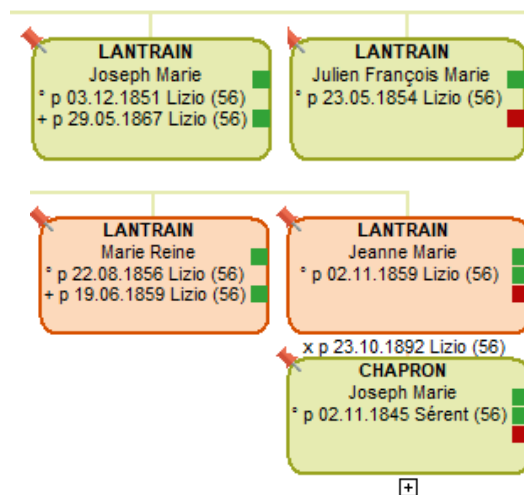 LANTRAIN
Joseph Marie
° p 03.12.1851 Lizio (56)
+ p 29.05.1867 Lizio (56)
LANTRAIN
Julien François Marie
° p 23.05.1854 Lizio (56)
LANTRAIN
Marie Reine
° p 22.08.1856 Lizio (56)
+ p 19.06.1859 Lizio (56)
LANTRAIN
Jeanne Marie
° p 02.11.1859 Lizio (56)
x p 23.10.1892 Lizio (56)
CHAPRON
Joseph Marie
° p 02.11.1845 Sérent (56)